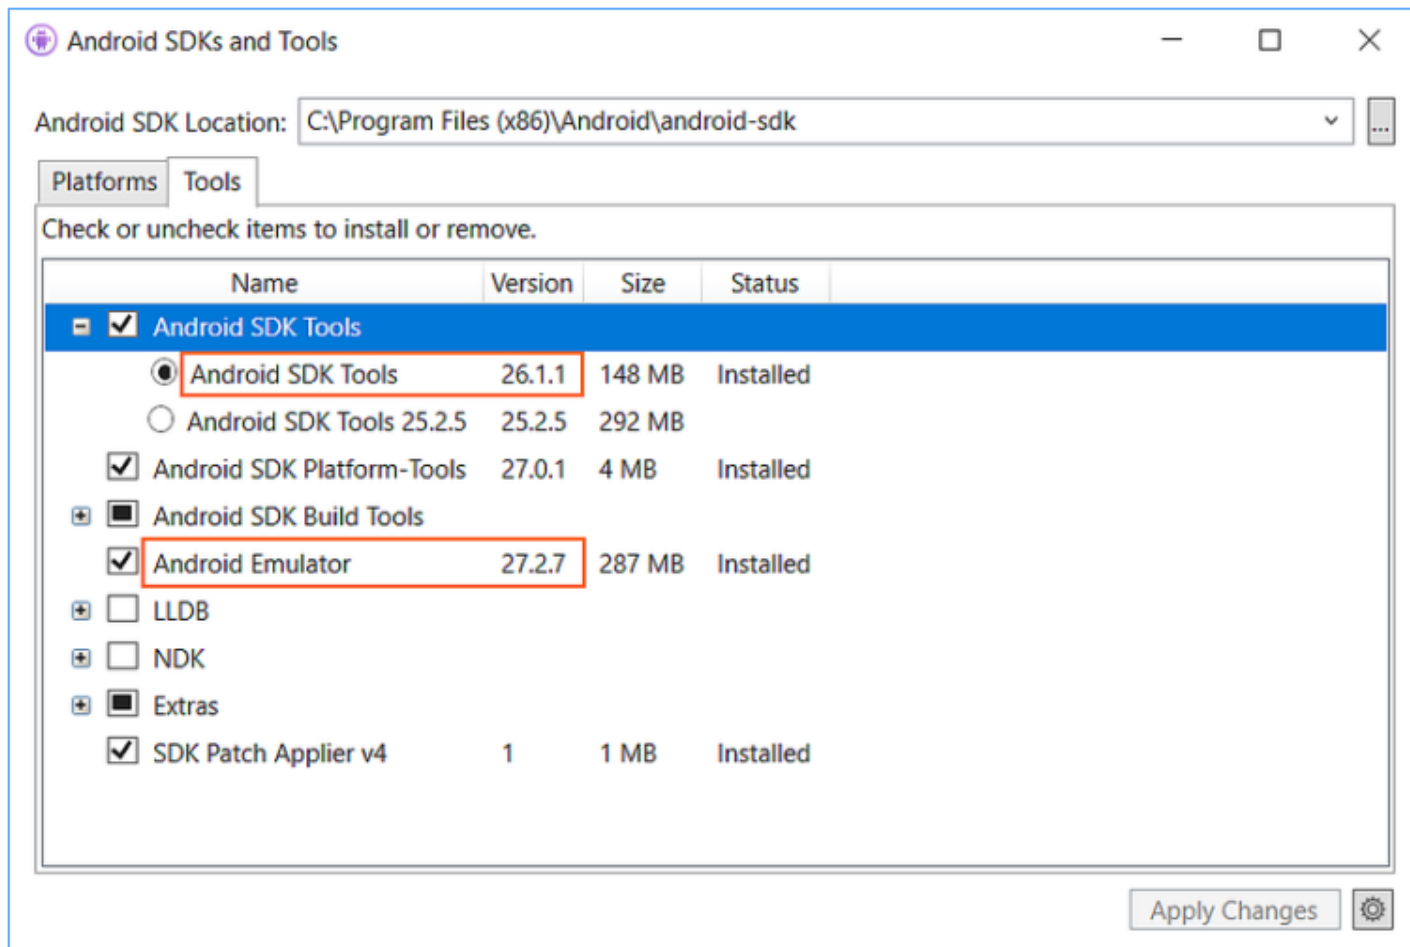 Android SDKs and Tools
Android SDK Location: C:\Program Files (x86)\Android\android-sdk ...
Platforms Tools
Check or uncheck items to install or remove.
Name Version Size Status
Android SDK Tools
Android SDK Tools 26.1.1 148 MB Installed
Android SDK Tools 25.2.5 25.2.5 292 MB
Android SDK Platform-Tools 27.0.1 4 MB Installed
Android SDK Build Tools
Android Emulator 27.2.7 287 MB Installed
LLDB
NDK
Extras
SDK Patch Applier v4 1 1 MB Installed
Apply Changes